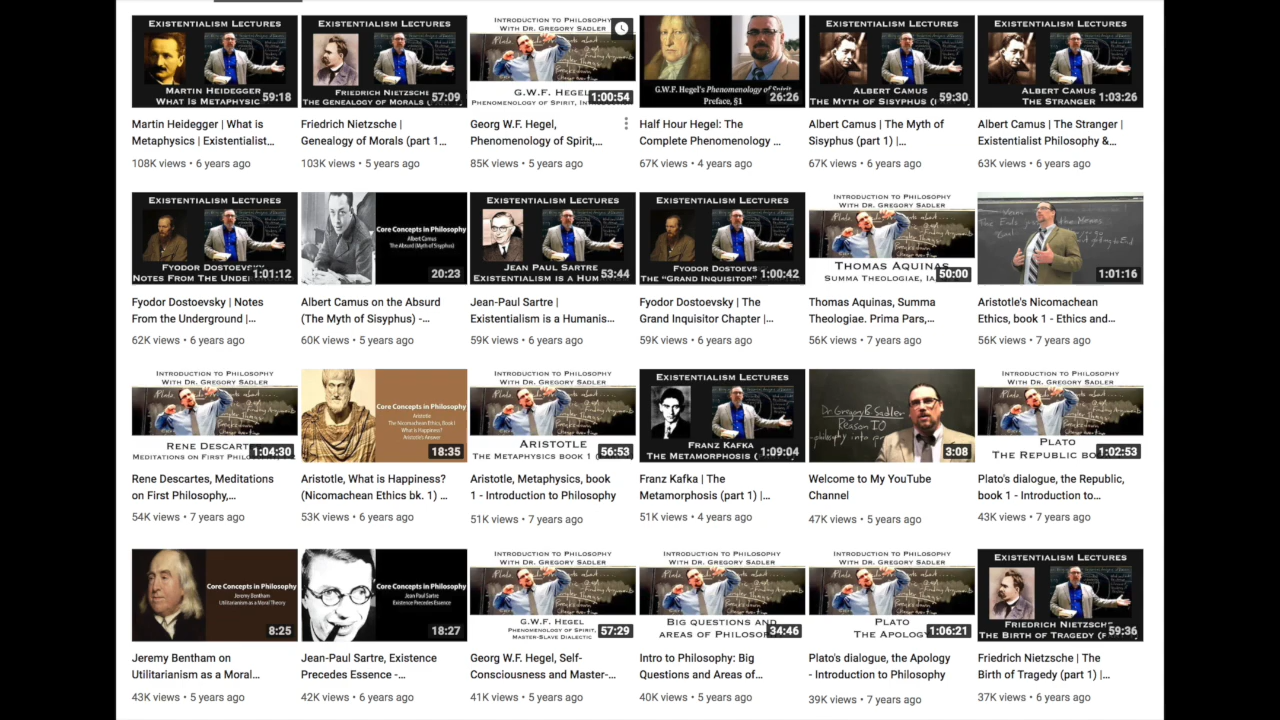 EXISTENTIALISM LECTURES
MARTIN HEIDEGGER
WHAT IS METAPHYSIC
59:18
Martin Heidegger | What is
Metaphysics | Existentialist...
108K views • 6 years ago
EXISTENTIALISM LECTURES
FRIEDRICH NIETZSCHE
THE GENEALOGY OF MORALS
57:09
Friedrich Nietzsche |
Genealogy of Morals (part 1...
103K views • 5 years ago
INTRODUCTION TO PHILOSOPHY
WITH DR. GREGORY SADLER
G.W.F. HEGEL
PHENOMENOLOGY OF SPIRIT,
1:00:54
Georg W.F. Hegel,
Phenomenology of Spirit,...
85K views • 5 years ago
G.W.F. Hegel's Phenomenology of Spirit
Preface, §1
26:26
Half Hour Hegel: The
Complete Phenomenology ...
67K views • 4 years ago
EXISTENTIALISM LECTURES
ALBERT CAMUS
THE MYTH OF SISYPHUS
59:30
Albert Camus | The Myth of
Sisyphus (part 1) |...
67K views • 6 years ago
EXISTENTIALISM LECTURES
ALBERT CAMUS
THE STRANGER
1:03:26
Albert Camus | The Stranger |
Existentialist Philosophy &...
63K views • 6 years ago
EXISTENTIALISM LECTURES
FYODOR DOSTOEVSKY
NOTES FROM THE UNDE
1:01:12
Fyodor Dostoevsky | Notes
From the Underground |...
62K views • 6 years ago
Core Concepts in Philosophy
Albert Camus
The Absurd (Myth of Sisyphus)
20:23
Albert Camus on the Absurd
(The Myth of Sisyphus) -...
60K views • 5 years ago
EXISTENTIALISM LECTURES
JEAN PAUL SARTRE
EXISTENTIALISM IS A HUM
53:44
Jean-Paul Sartre |
Existentialism is a Humanis...
59K views • 6 years ago
EXISTENTIALISM LECTURES
FYODOR DOSTOEVS
THE "GRAND INQUISITOR"
1:00:42
Fyodor Dostoevsky | The
Grand Inquisitor Chapter |...
59K views • 6 years ago
INTRODUCTION TO PHILOSOPHY
WITH DR. GREGORY SADLER
THOMAS AQUINAS
SUMMA THEOLOGIAE, IA
50:00
Thomas Aquinas, Summa
Theologiae. Prima Pars,...
56K views • 7 years ago
1:01:16
Aristotle's Nicomachean
Ethics, book 1 - Ethics and...
56K views • 7 years ago
INTRODUCTION TO PHILOSOPHY
WITH DR. GREGORY SADLER
RENE DESCART
MEDITATIONS ON FIRST PHILO
1:04:30
Rene Descartes, Meditations
on First Philosophy,...
54K views • 7 years ago
Core Concepts in Philosophy
Aristotle
The Nicomachean Ethics, Book I
What is Happiness?
Aristotle's Answer
18:35
Aristotle, What is Happiness?
(Nicomachean Ethics bk. 1) ...
53K views • 6 years ago
INTRODUCTION TO PHILOSOPHY
WITH DR. GREGORY SADLER
ARISTOTLE
THE METAPHYSICS BOOK 1
56:53
Aristotle, Metaphysics, book
1 - Introduction to Philosophy
51K views • 7 years ago
EXISTENTIALISM LECTURES
FRANZ KAFKA
THE METAMORPHOSIS
1:09:04
Franz Kafka | The
Metamorphosis (part 1) |...
51K views • 4 years ago
Dr Gregory B Sadler
Reason IO
3:08
Welcome to My YouTube
Channel
47K views • 5 years ago
INTRODUCTION TO PHILOSOPHY
WITH DR. GREGORY SADLER
PLATO
THE REPUBLIC BO
1:02:53
Plato's dialogue, the Republic,
book 1 - Introduction to...
43K views • 7 years ago
Core Concepts in Philosophy
Jeremy Bentham
Utilitarianism as a Moral Theory
8:25
Jeremy Bentham on
Utilitarianism as a Moral...
43K views • 5 years ago
Core Concepts in Philosophy
Jean Paul Sartre
Existence Precedes Essence
18:27
Jean-Paul Sartre, Existence
Precedes Essence -...
42K views • 6 years ago
INTRODUCTION TO PHILOSOPHY
WITH DR. GREGORY SADLER
G.W.F. HEGEL
PHENOMENOLOGY OF SPIRIT,
MASTER-SLAVE DIALECTIC
57:29
Georg W.F. Hegel, Self-
Consciousness and Master-...
41K views • 5 years ago
INTRODUCTION TO PHILOSOPHY
WITH DR. GREGORY SADLER
BIG QUESTIONS AND
AREAS OF PHILOSO
34:46
Intro to Philosophy: Big
Questions and Areas of...
40K views • 5 years ago
INTRODUCTION TO PHILOSOPHY
WITH DR. GREGORY SADLER
PLATO
THE APOLOG
1:06:21
Plato's dialogue, the Apology
- Introduction to Philosophy
39K views • 7 years ago
EXISTENTIALISM LECTURES
FRIEDRICH NIETZSCHE
THE BIRTH OF TRAGEDY
59:36
Friedrich Nietzsche | The
Birth of Tragedy (part 1) |...
37K views • 6 years ago